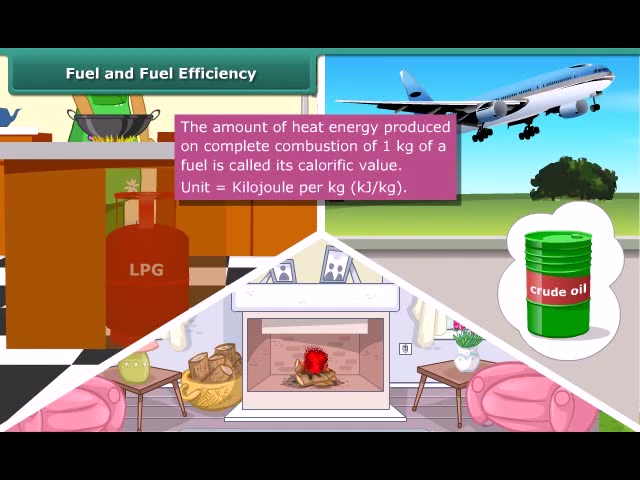 Fuel and Fuel Efficiency
The amount of heat energy produced
on complete combustion of 1 kg of a
fuel is called its calorific value.
Unit = Kilojoule per kg (kJ/kg).
LPG
crude oil